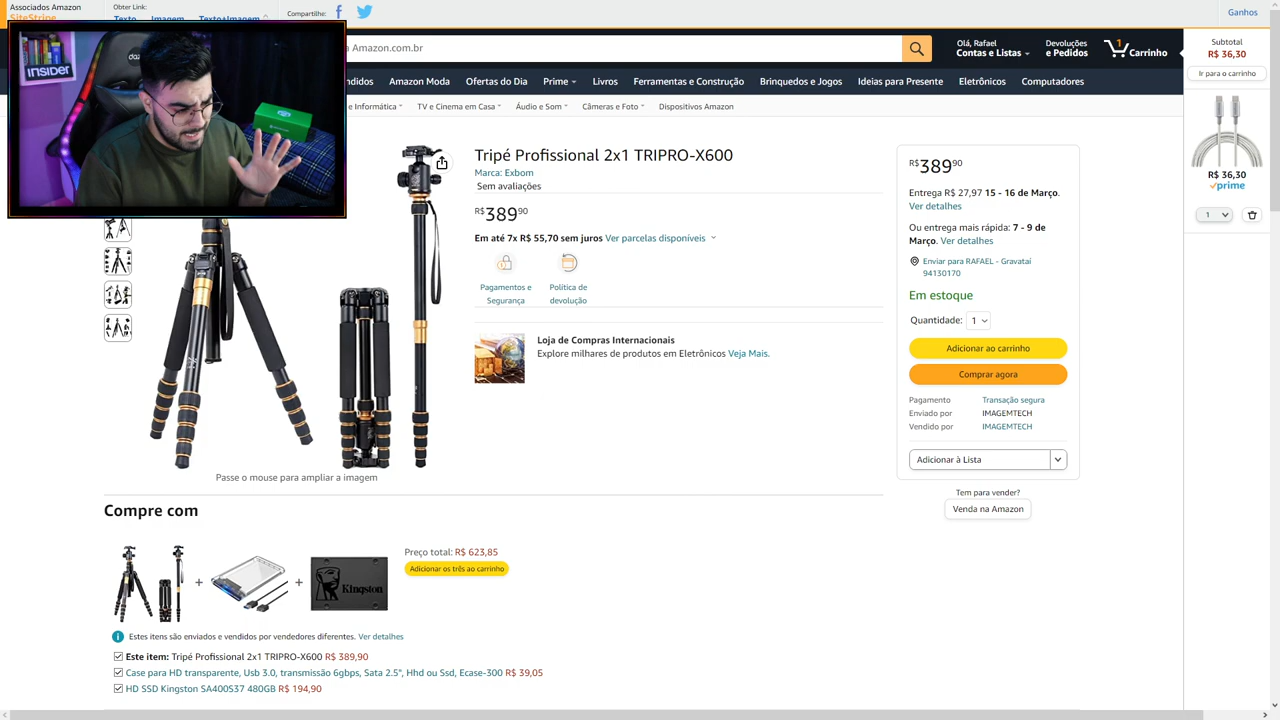 Associados Amazon
SiteStripe
Obter Link:
Texto Imagem Texto+Imagem
Compartilhe:
Ganhos
INSIDER
a Amazon.com.br
Olá, Rafael
Contas e Listas
Devoluções
e Pedidos
1
Carrinho
Subtotal
R$ 36,30
Ir para o carrinho
ndidos Amazon Moda Ofertas do Dia Prime Livros Ferramentas e Construção Brinquedos e Jogos Ideias para Presente Eletrônicos Computadores
e Informática TV e Cinema em Casa Áudio e Som Câmeras e Foto Dispositivos Amazon
R$ 36,30
prime
1
Tripé Profissional 2x1 TRIPRO-X600
Marca: Exbom
Sem avaliações
R$38990
Em até 7x R$ 55,70 sem juros Ver parcelas disponíveis
Pagamentos e
Segurança
Política de
devolução
Loja de Compras Internacionais
Explore milhares de produtos em Eletrônicos Veja Mais.
R$38990
Entrega R$ 27,97 15 - 16 de Março.
Ver detalhes
Ou entrega mais rápida: 7 - 9 de
Março. Ver detalhes
Enviar para RAFAEL - Gravataí
94130170
Em estoque
Quantidade: 1
Adicionar ao carrinho
Comprar agora
Pagamento Transação segura
Enviado por IMAGEMTECH
Vendido por IMAGEMTECH
Adicionar à Lista
Tem para vender?
Venda na Amazon
Passe o mouse para ampliar a imagem
Compre com
+
+
Kingston
Preço total: R$ 623,85
Adicionar os três ao carrinho
Estes itens são enviados e vendidos por vendedores diferentes. Ver detalhes
Este item: Tripé Profissional 2x1 TRIPRO-X600 R$ 389,90
Case para HD transparente, Usb 3.0, transmissão 6gbps, Sata 2.5", Hhd ou Ssd, Ecase-300 R$ 39,05
HD SSD Kingston SA400S37 480GB R$ 194,90